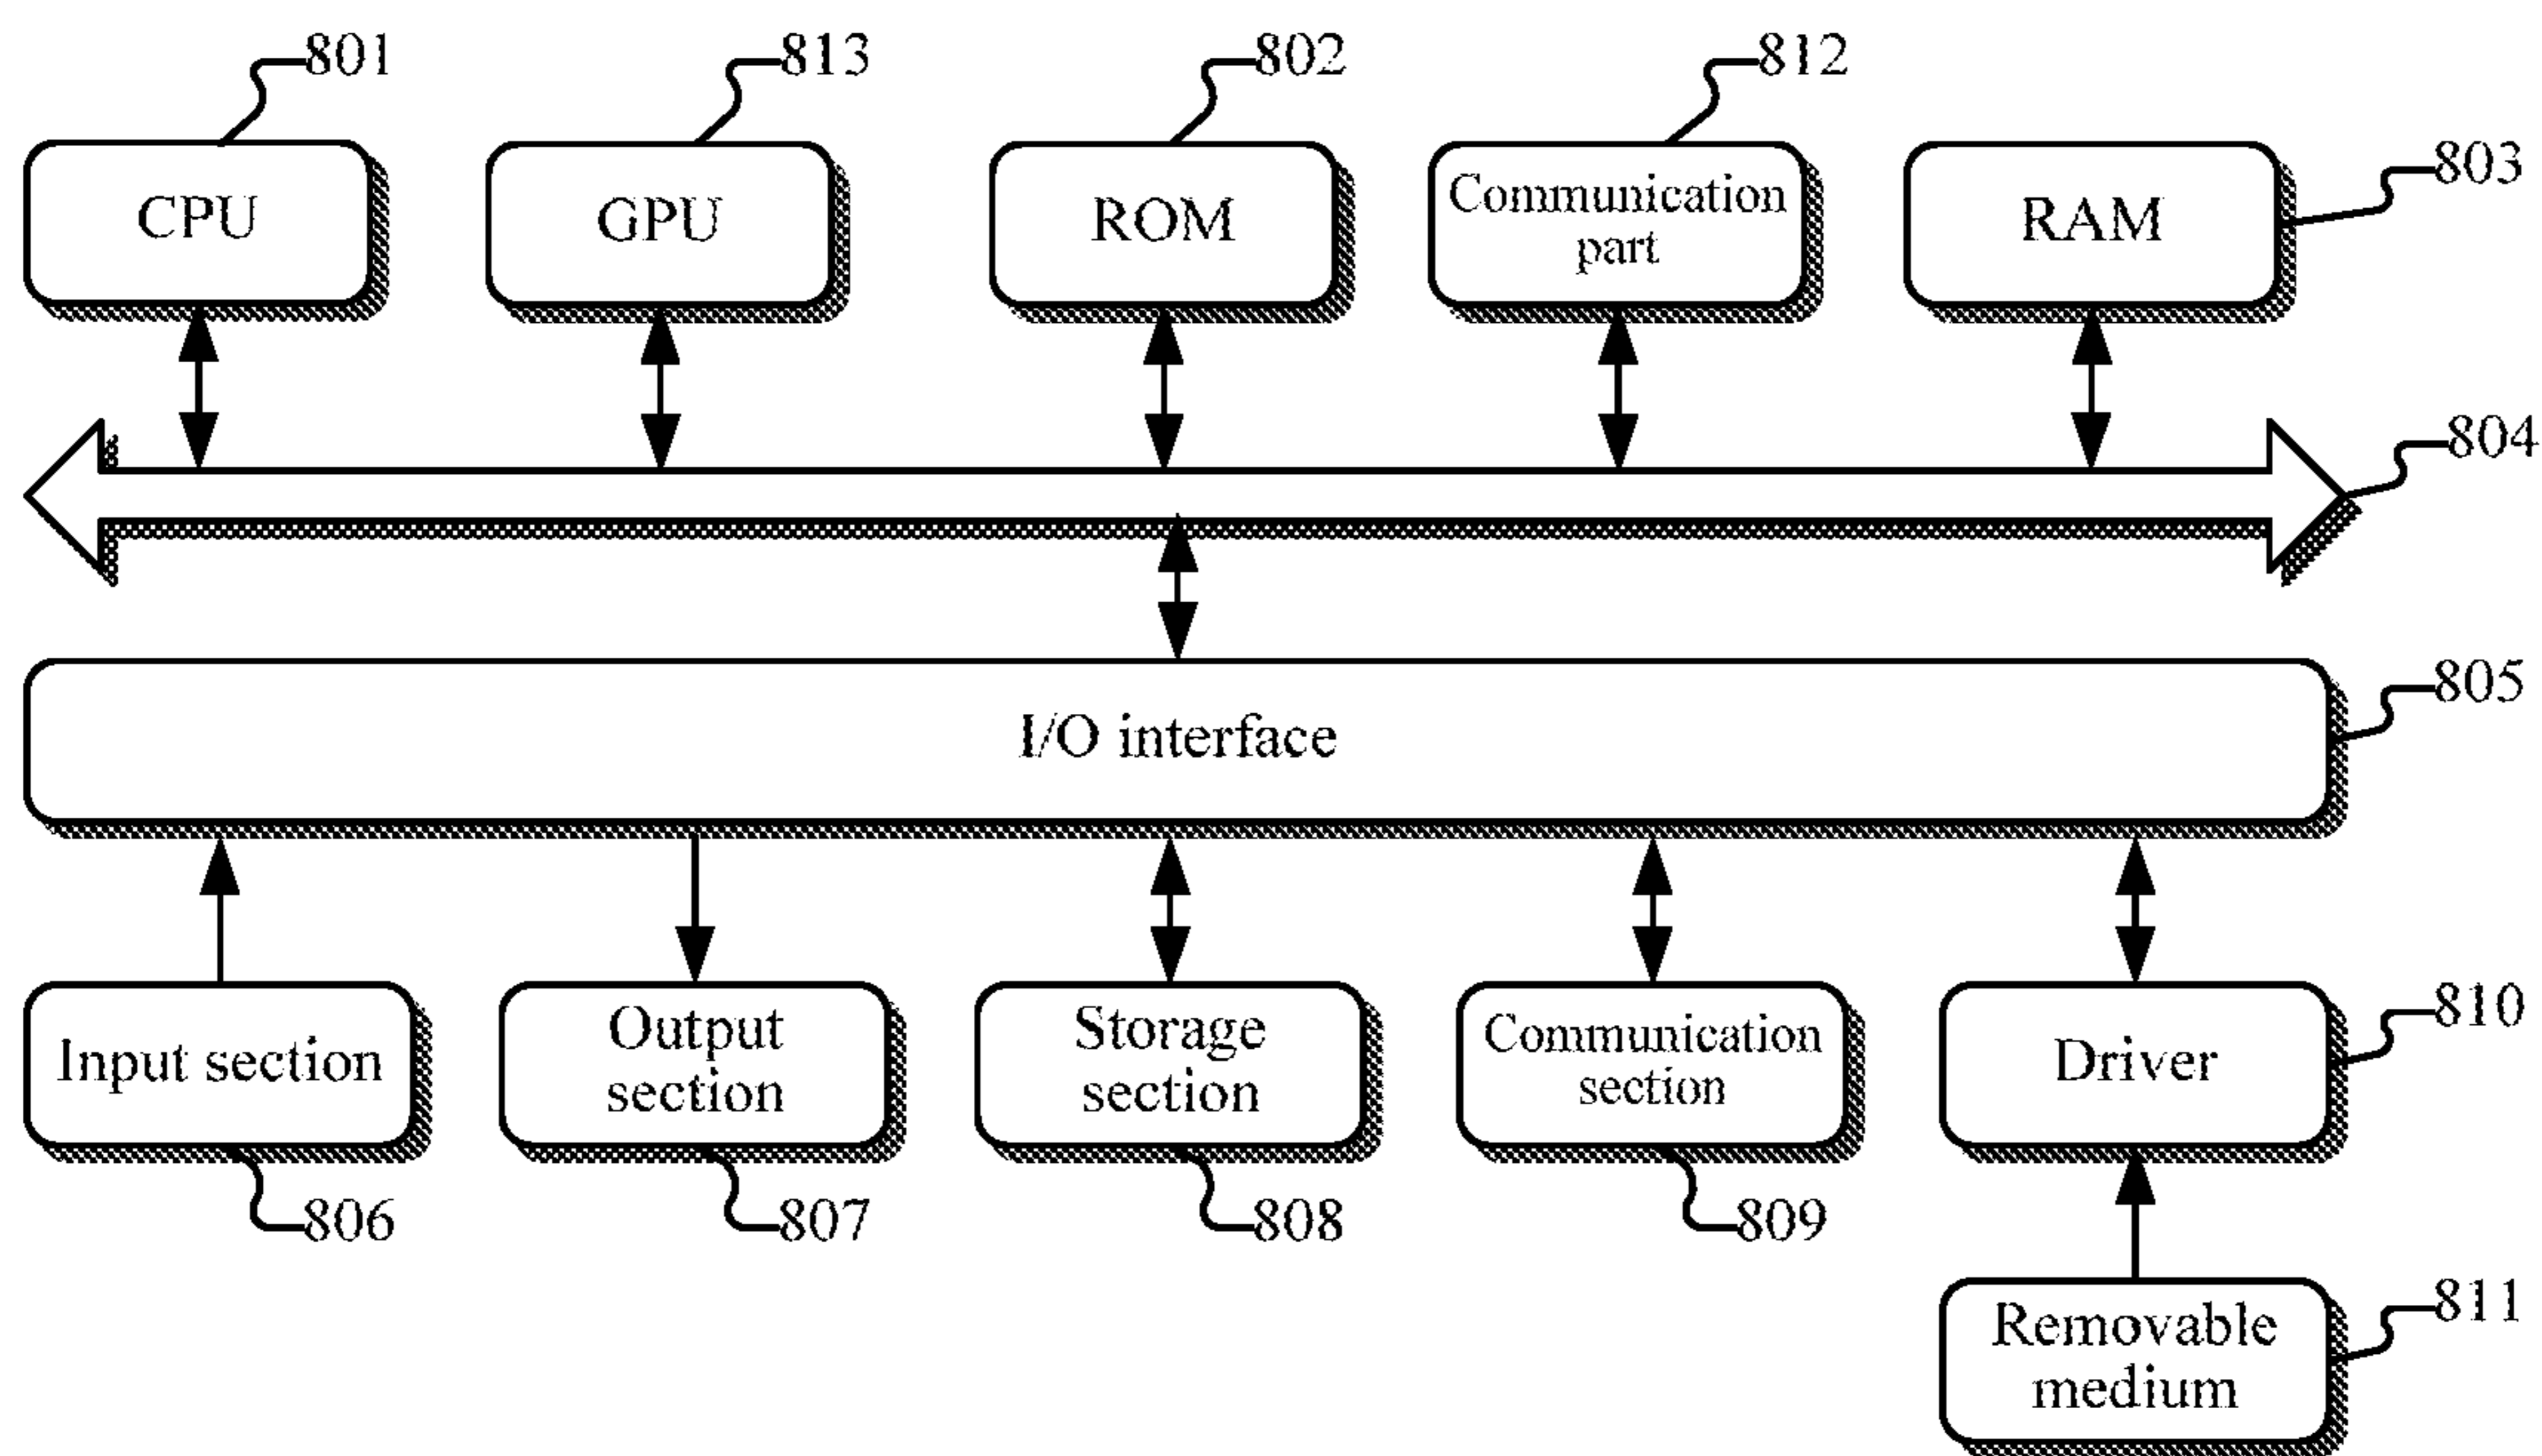 801
813
802
812
803
CPU
GPU
ROM
Communication
part
RAM
804
805
I/O interface
Input section
Output
section
Storage
section
Communication
section
Driver
810
806
807
808
809
811
Removable
medium